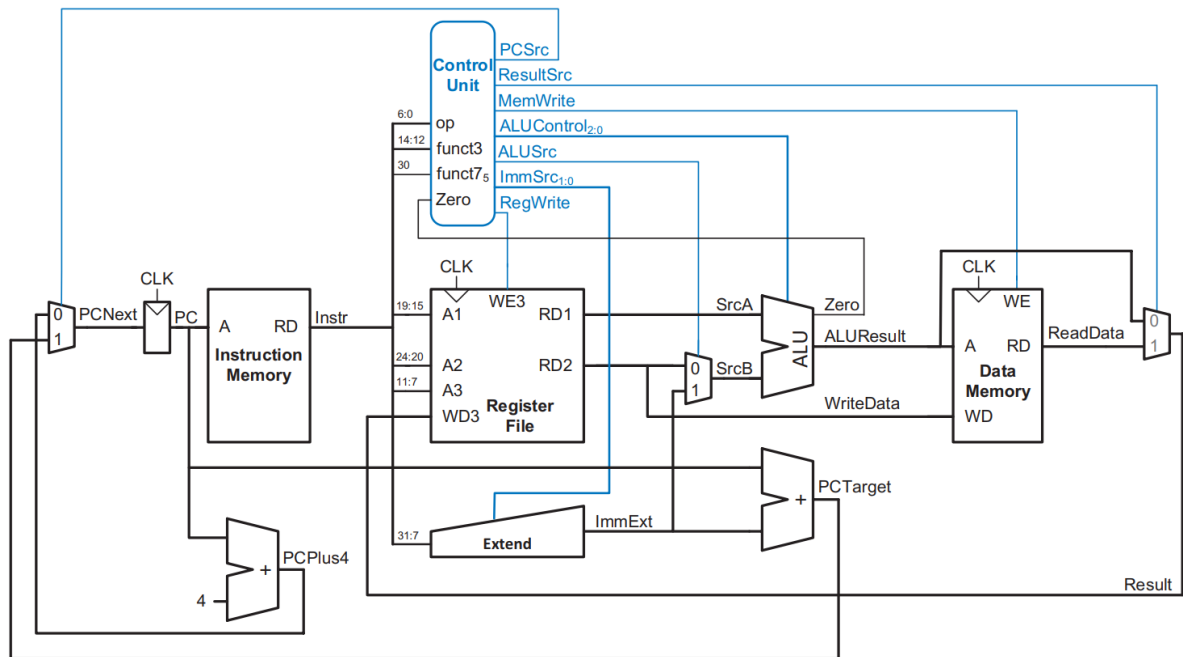 PCSrc
Control
Unit
ResultSrc
MemWrite
6:0
op
ALUControl2:0
14:12
funct3
ALUSrc
30
funct75
ImmSrc1:0
Zero
RegWrite
CLK
CLK
CLK
0
1
PCNext
PC
A
RD
Instruction
Memory
Instr
19:15
A1
WE3
RD1
SrcA
Zero
WE
24:20
A2
RD2
0
1
SrcB
ALU
ALUResult
A
RD
ReadData
0
1
11:7
A3
Data
Memory
WD3
Register
File
WriteData
WD
PCTarget
+
31:7
Extend
ImmExt
PCPlus4
+
4
Result